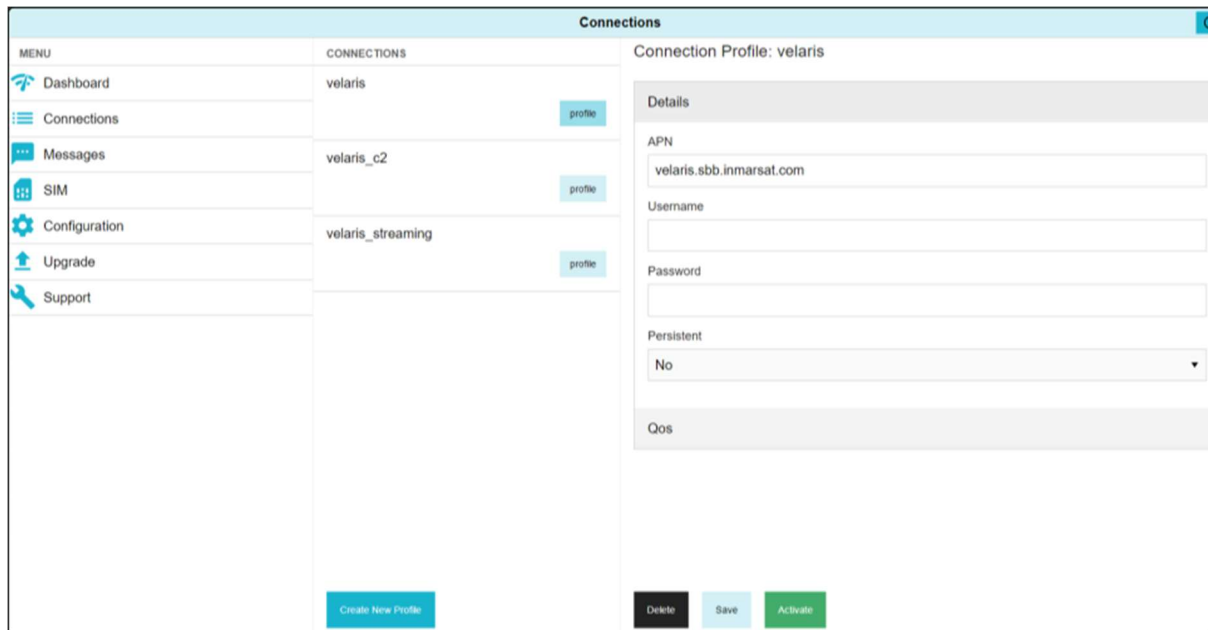 Connections
MENU
Dashboard
Connections
Messages
SIM
Configuration
Upgrade
Support
CONNECTIONS
velaris
profile
velaris_c2
profile
velaris_streaming
profile
Create New Profile
Connection Profile: velaris
Details
APN
velaris.sbb.inmarsat.com
Username
Password
Persistent
No
Qos
Delete
Save
Activate